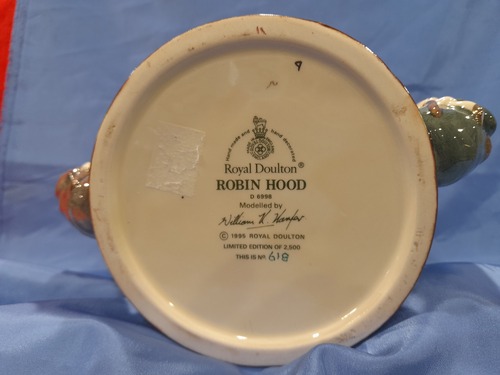 9
Hand made and hand decorated
Royal Doulton®
ROBIN HOOD
D 6998
Modelled by
William K Harper
© 1995 ROYAL DOULTON
LIMITED EDITION OF 2,500
THIS IS Nº 618